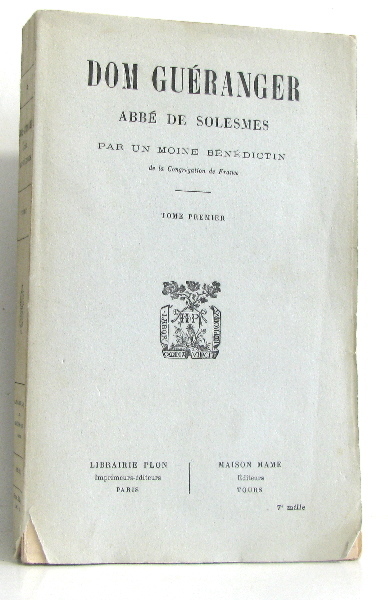 DOM GUÉRANGER
ABBÉ DE SOLESMES
PAR UN MOINE BÉNÉDICTIN
de la Congrégation de France
TOME PREMIER
LIBRAIRIE PLON
Imprimeurs-éditeurs
PARIS
MAISON MAME
Éditeurs
TOURS
7e mille